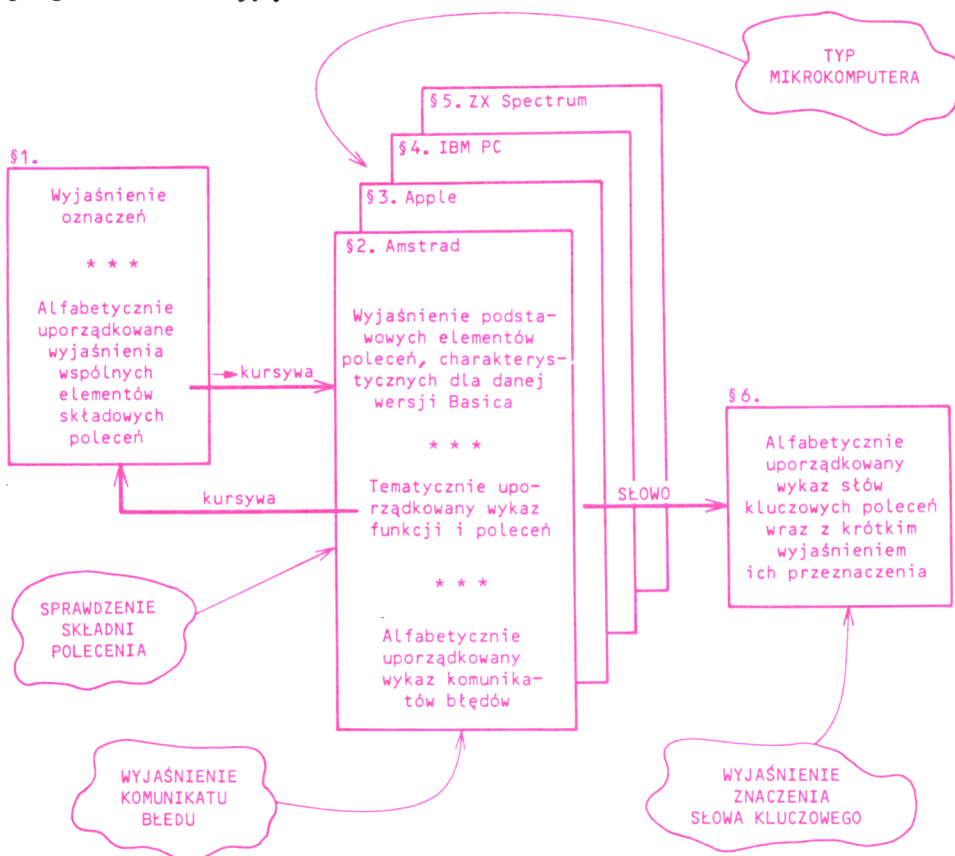 TYP
MIKROKOMPUTERA
§5. ZX Spectrum
§4. IBM PC
§3. Apple
§2. Amstrad
§1.
Wyjaśnienie
oznaczeń
* * *
Alfabetycznie
uporządkowane
wyjaśnienia
wspólnych
elementów
składowych
poleceń
kursywa
kursywa
Wyjaśnienie podsta-
wowych elementów
poleceń, charakterys-
tycznych dla danej
wersji Basica
* * *
Tematycznie upo-
rządkowany wykaz
funkcji i poleceń
* * *
Alfabetycznie
uporządkowany
wykaz komunika-
tów błędów
SŁOWO
§6.
Alfabetycznie
uporządkowany
wykaz słów
kluczowych poleceń
wraz z krótkim
wyjaśnieniem
ich przeznaczenia
SPRAWDZENIE
SKŁADNI
POLECENIA
WYJAŚNIENIE
KOMUNIKATU
BŁEDU
WYJAŚNIENIE
ZNACZENIA
SŁOWA KLUCZOWEGO